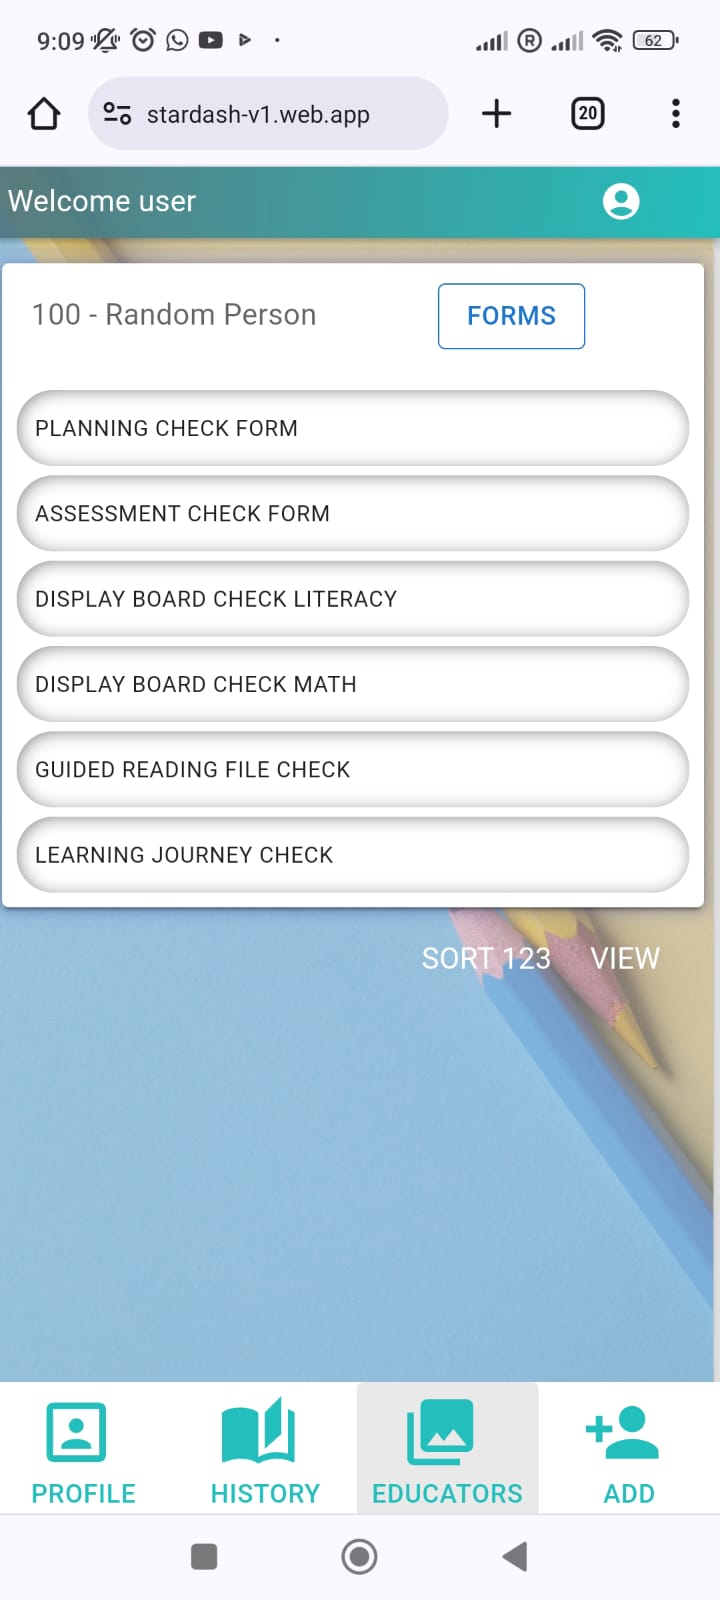 9:09
R
62
stardash-v1.web.app
20
Welcome user
100 - Random Person
FORMS
PLANNING CHECK FORM
ASSESSMENT CHECK FORM
DISPLAY BOARD CHECK LITERACY
DISPLAY BOARD CHECK MATH
GUIDED READING FILE CHECK
LEARNING JOURNEY CHECK
SORT 123 VIEW
PROFILE HISTORY EDUCATORS ADD